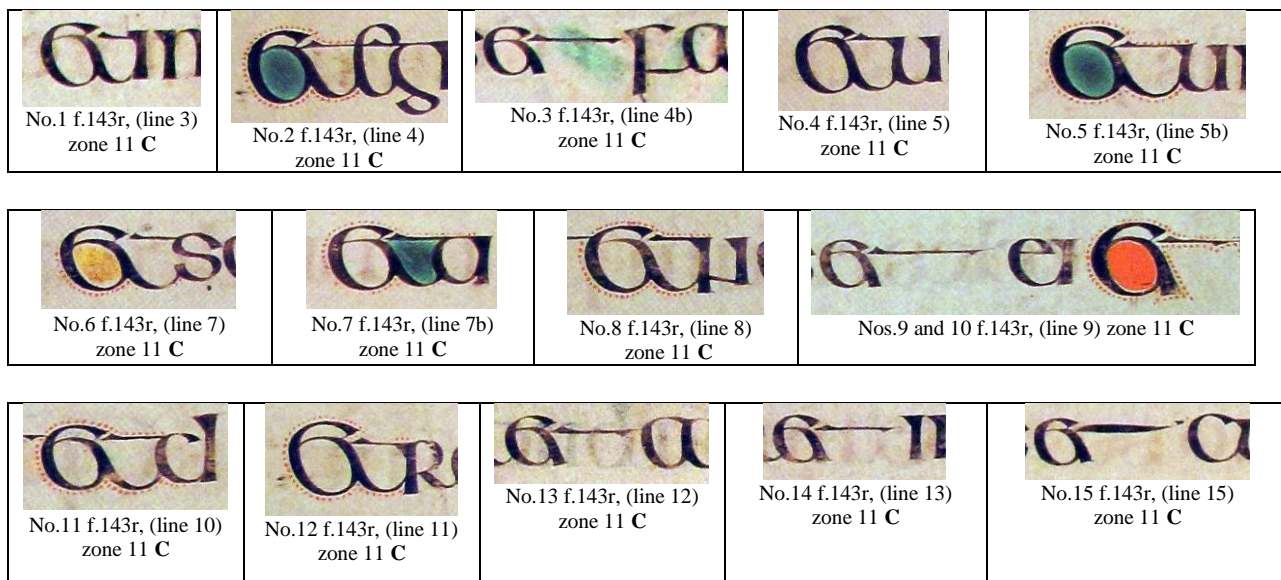 No.1 f.143r, (line 3)
zone 11 C
No.2 f.143r, (line 4)
zone 11 C
No.3 f.143r, (line 4b)
zone 11 C
No.4 f.143r, (line 5)
zone 11 C
No.5 f.143r, (line 5b)
zone 11 C
No.6 f.143r, (line 7)
zone 11 C
No.7 f.143r, (line 7b)
zone 11 C
No.8 f.143r, (line 8)
zone 11 C
Nos.9 and 10 f.143r, (line 9) zone 11 C
No.11 f.143r, (line 10)
zone 11 C
No.12 f.143r, (line 11)
zone 11 C
No.13 f.143r, (line 12)
zone 11 C
No.14 f.143r, (line 13)
zone 11 C
No.15 f.143r, (line 15)
zone 11 C